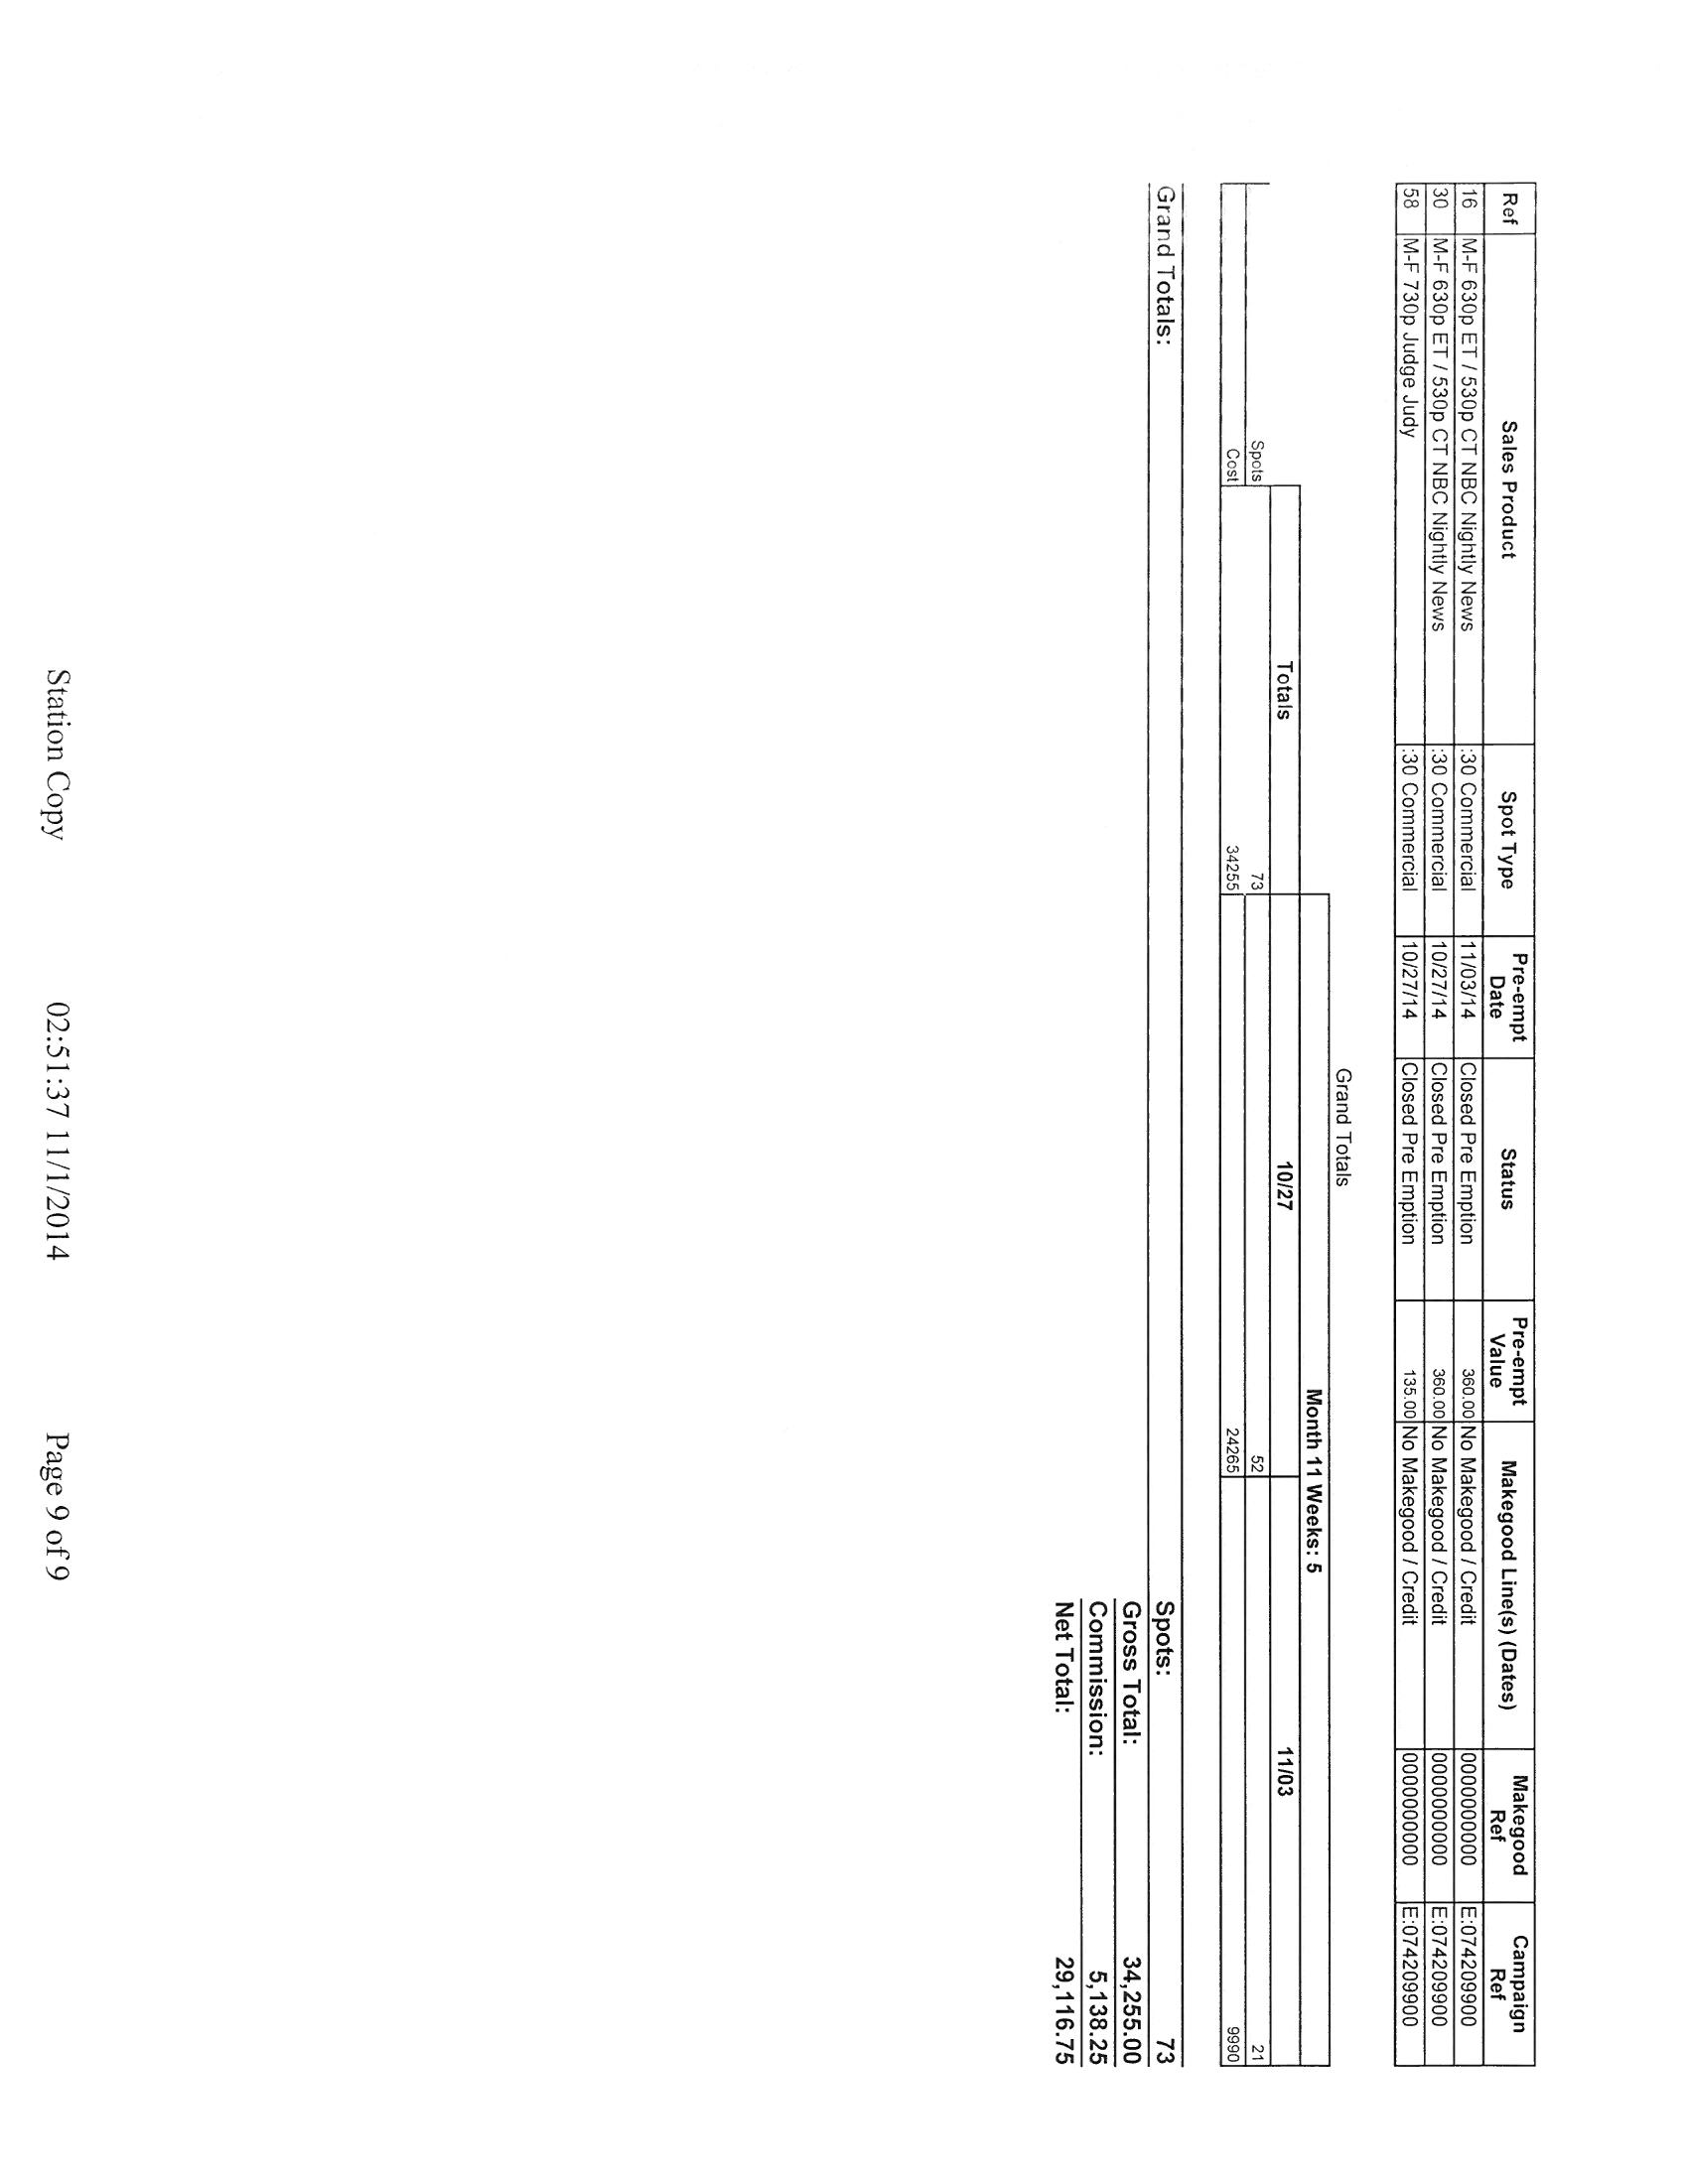 Ref Sales Product Spot Type Pre-empt Date Status Pre-empt Value Makegood Line(s) (Dates) Makegood Ref Campaign Ref
16 M-F 630p ET / 530p CT NBC Nightly News :30 Commercial 11/03/14 Closed Pre Emption 360.00 No Makegood / Credit 0000000000 E:074209900
30 M-F 630p ET / 530p CT NBC Nightly News :30 Commercial 10/27/14 Closed Pre Emption 360.00 No Makegood / Credit 0000000000 E:074209900
58 M-F 730p Judge Judy :30 Commercial 10/27/14 Closed Pre Emption 135.00 No Makegood / Credit 0000000000 E:074209900
Grand Totals
Month 11 Weeks: 5
Totals 10/27 11/03
Spots 73 52 21
Cost 34255 24265 9990
Grand Totals: Spots: 73
Gross Total: 34,255.00
Commission: 5,138.25
Net Total: 29,116.75
Station Copy 02:51:37 11/1/2014 Page 9 of 9